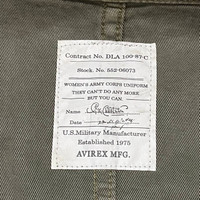 Contract No. DLA 100-87-C
Stock. No. 552-06073
WOMEN'S ARMY CORPS UNIFORM
THEY CAN'T DO ANY MORE
BUT YOU CAN.
Name
Date
U.S.Military Manufacturer
Established 1975
AVIREX MFG.